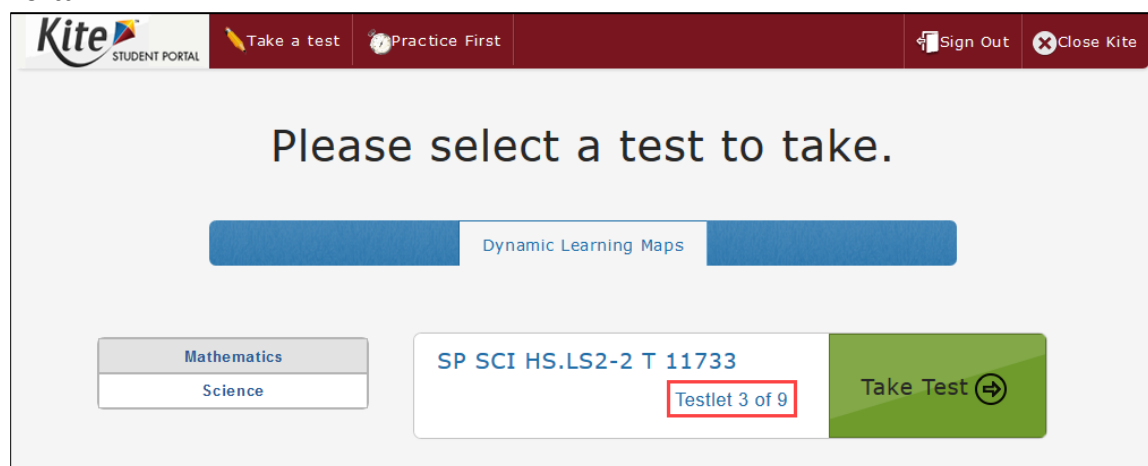 Kite
STUDENT PORTAL
Take a test
Practice First
Sign Out
Close Kite
Please select a test to take.
Dynamic Learning Maps
Mathematics
Science
SP SCI HS.LS2-2 T 11733
Testlet 3 of 9
Take Test